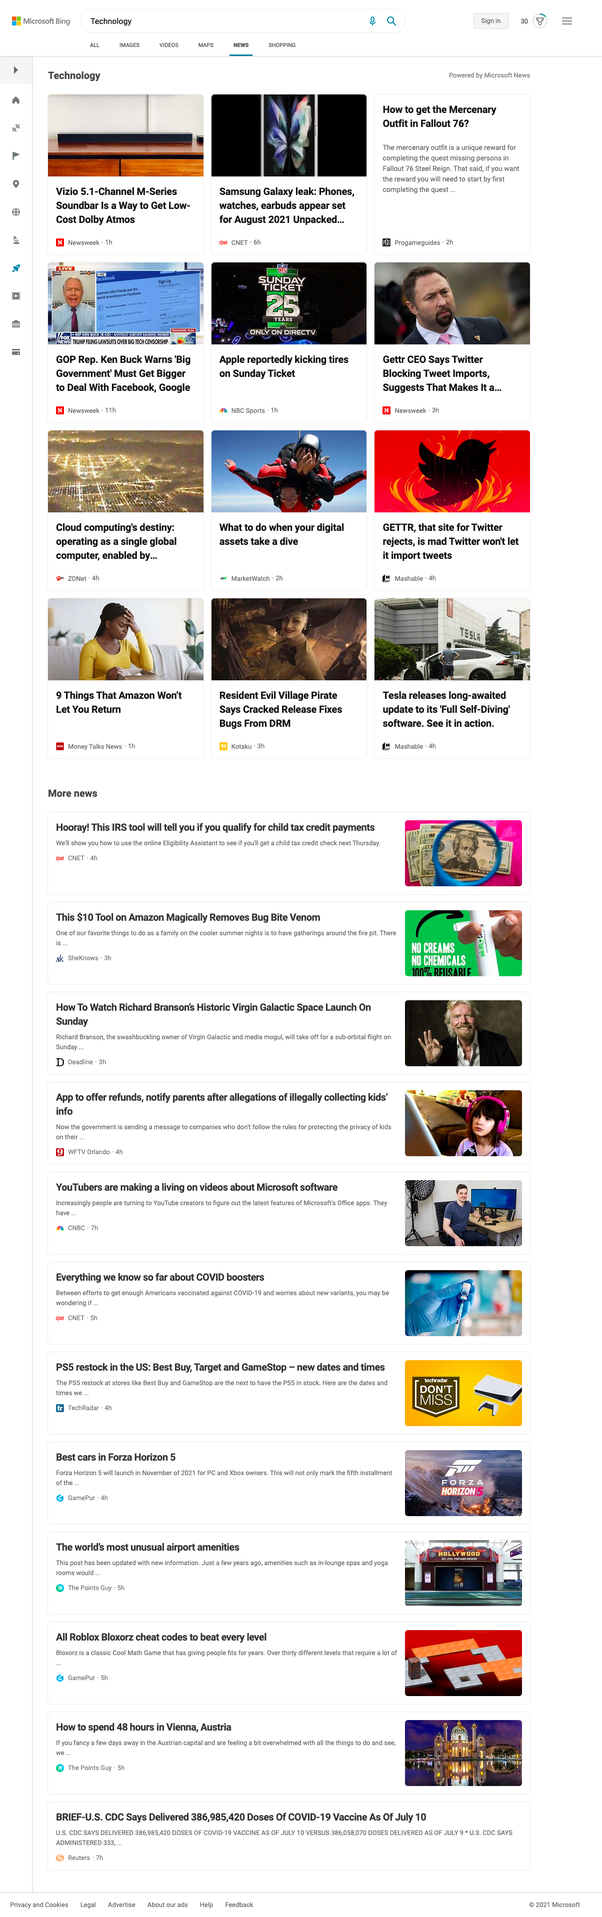 Microsoft Bing
Technology
Sign in
30
ALL IMAGES VIDEOS MAPS NEWS SHOPPING
Technology
Powered by Microsoft News
Vizio 5.1-Channel M-Series
Soundbar Is a Way to Get Low-
Cost Dolby Atmos
Newsweek · 1h
Samsung Galaxy leak: Phones,
watches, earbuds appear set
for August 2021 Unpacked...
CNET · 6h
How to get the Mercenary
Outfit in Fallout 76?
The mercenary outfit is a unique reward for
completing the quest missing persons in
Fallout 76 Steel Reign. That said, if you want
the reward you will need to start by first
completing the quest ...
Progameguides · 2h
LIVE
facebook
Sign Up
TRUMP FILING LAWSUITS OVER BIG TECH CENSORSHIP
GOP Rep. Ken Buck Warns 'Big
Government' Must Get Bigger
to Deal With Facebook, Google
Newsweek · 11h
SUNDAY
TICKET
25
YEARS
ONLY ON DIRECTV
Apple reportedly kicking tires
on Sunday Ticket
NBC Sports · 1h
Gettr CEO Says Twitter
Blocking Tweet Imports,
Suggests That Makes It a...
Newsweek · 3h
Cloud computing's destiny:
operating as a single global
computer, enabled by...
ZDNet · 4h
What to do when your digital
assets take a dive
MarketWatch · 2h
GETTR, that site for Twitter
rejects, is mad Twitter won't let
it import tweets
Mashable · 4h
9 Things That Amazon Won't
Let You Return
Money Talks News · 1h
Resident Evil Village Pirate
Says Cracked Release Fixes
Bugs From DRM
Kotaku · 3h
TESLA
Tesla releases long-awaited
update to its 'Full Self-Diving'
software. See it in action.
Mashable · 4h
More news
Hooray! This IRS tool will tell you if you qualify for child tax credit payments
We'll show you how to use the online Eligibility Assistant to see if you'll get a child tax credit check next Thursday.
CNET · 4h
This $10 Tool on Amazon Magically Removes Bug Bite Venom
One of our favorite things to do as a family on the cooler summer nights is to have gatherings around the fire pit. There
is ...
SheKnows · 3h
NO CREAMS
NO CHEMICALS
100% REUSABLE
How To Watch Richard Branson's Historic Virgin Galactic Space Launch On
Sunday
Richard Branson, the swashbuckling owner of Virgin Galactic and media mogul, will take off for a sub-orbital flight on
Sunday ...
Deadline · 3h
App to offer refunds, notify parents after allegations of illegally collecting kids'
info
Now the government is sending a message to companies who don't follow the rules for protecting the privacy of kids
on their ...
WFTV Orlando · 4h
YouTubers are making a living on videos about Microsoft software
Increasingly people are turning to YouTube creators to figure out the latest features of Microsoft's Office apps. They
have ...
CNBC · 7h
Everything we know so far about COVID boosters
Between efforts to get enough Americans vaccinated against COVID-19 and worries about new variants, you may be
wondering if ...
CNET · 5h
PS5 restock in the US: Best Buy, Target and GameStop – new dates and times
The PS5 restock at stores like Best Buy and GameStop are the next to have the PS5 in stock. Here are the dates and
times we ...
TechRadar · 4h
techradar
DON'T
MISS
Best cars in Forza Horizon 5
Forza Horizon 5 will launch in November of 2021 for PC and Xbox owners. This will not only mark the fifth installment
of the ...
GamePur · 4h
FORZA
HORIZON 5
The world's most unusual airport amenities
This post has been updated with new information. Just a few years ago, amenities such as in-lounge spas and yoga
rooms would ...
The Points Guy · 5h
HOLLYWOOD
All Roblox Bloxorz cheat codes to beat every level
Bloxorz is a classic Cool Math Game that has giving people fits for years. Over thirty different levels that require a lot of
...
GamePur · 5h
How to spend 48 hours in Vienna, Austria
If you fancy a few days away in the Austrian capital and are feeling a bit overwhelmed with all the things to do and see,
we ...
The Points Guy · 5h
BRIEF-U.S. CDC Says Delivered 386,985,420 Doses Of COVID-19 Vaccine As Of July 10
U.S. CDC SAYS DELIVERED 386,985,420 DOSES OF COVID-19 VACCINE AS OF JULY 10 VERSUS 386,058,070 DOSES DELIVERED AS OF JULY 9 * U.S. CDC SAYS
ADMINISTERED 333, ...
Reuters · 7h
Privacy and Cookies Legal Advertise About our ads Help Feedback
© 2021 Microsoft